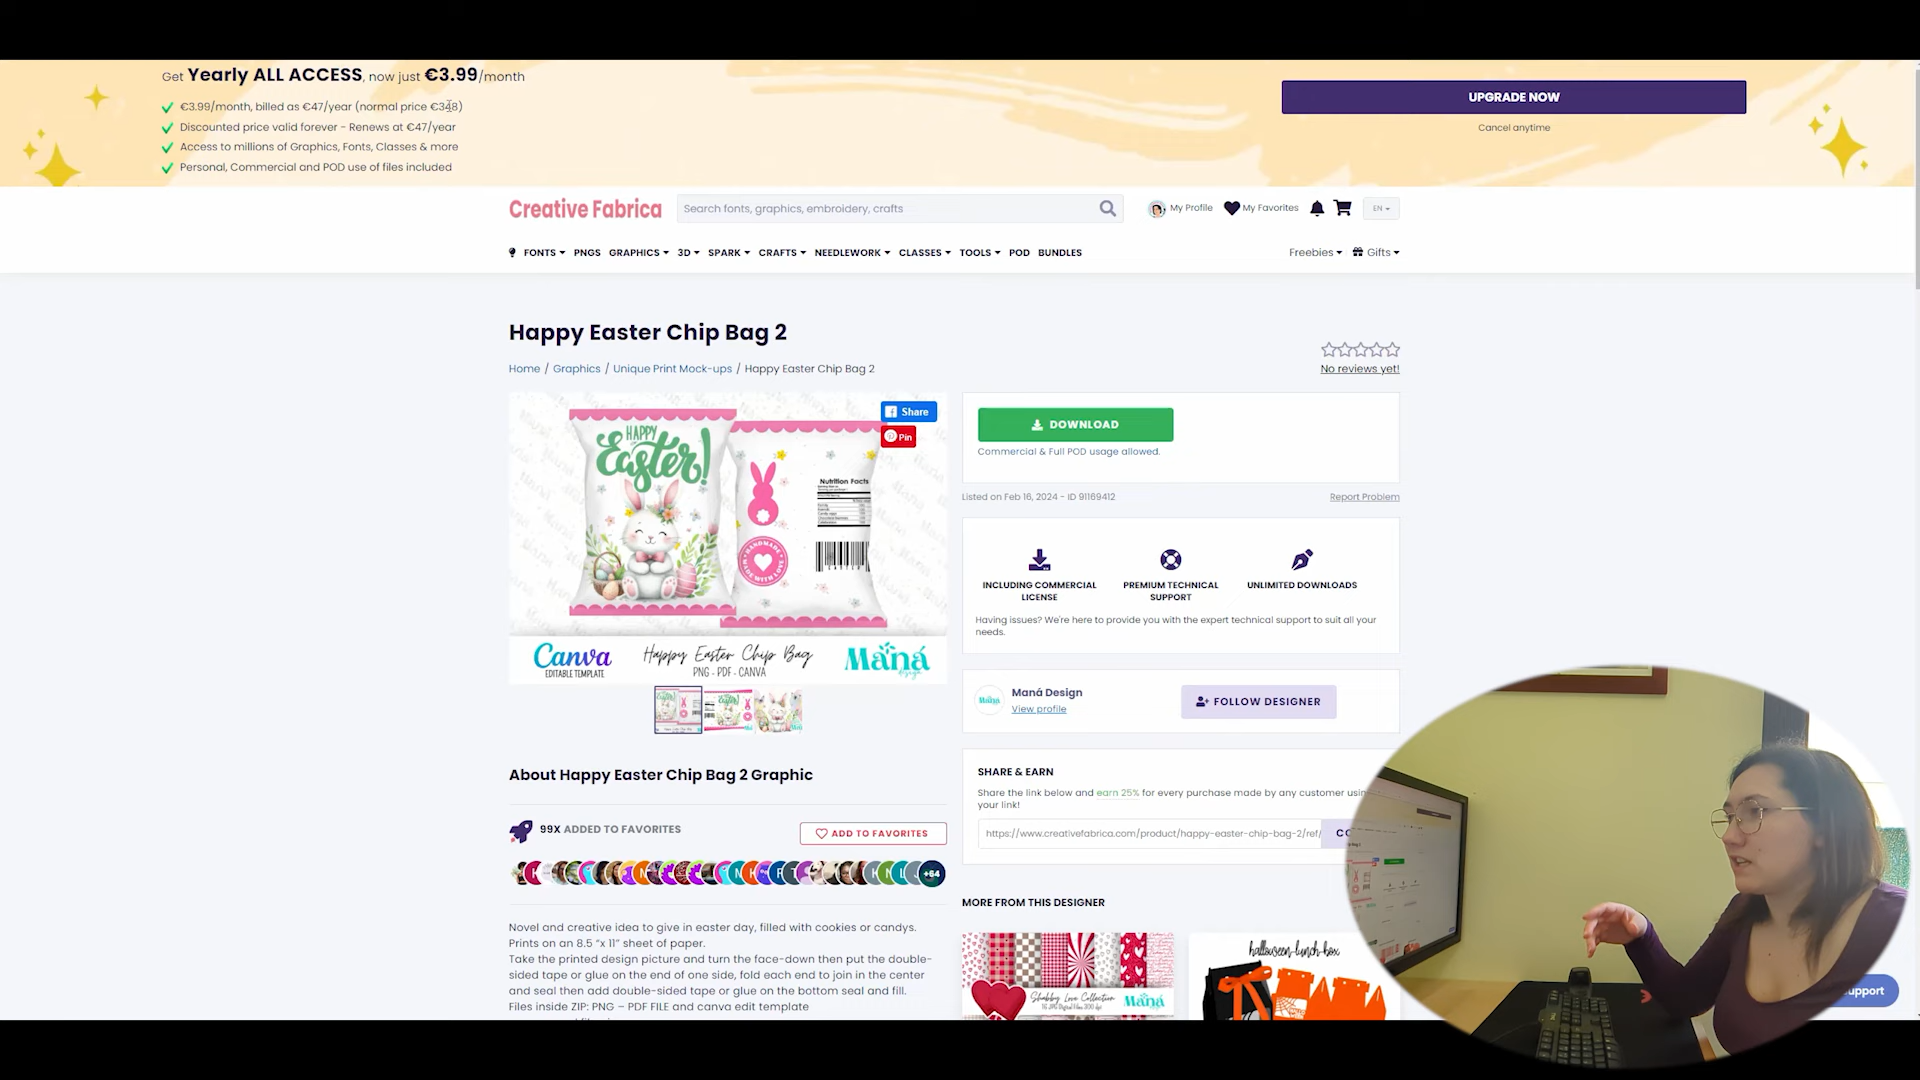 Get Yearly ALL ACCESS, now just €3.99/month
€3.99/month, billed as €47/year (normal price €348)
Discounted price valid forever - Renews at €47/year
Access to millions of Graphics, Fonts, Classes & more
Personal, Commercial and POD use of files included
UPGRADE NOW
Cancel anytime
Creative Fabrica
Search fonts, graphics, embroidery, crafts
My Profile
My Favorites
EN
FONTS PNGS GRAPHICS 3D SPARK CRAFTS NEEDLEWORK CLASSES TOOLS POD BUNDLES
Freebies Gifts
Happy Easter Chip Bag 2
Home / Graphics / Unique Print Mock-ups / Happy Easter Chip Bag 2
No reviews yet!
Share
Pin
HAPPY
Easter!
Nutrition Facts
HANDMADE
MADE WITH LOVE
Canva
EDITABLE TEMPLATE
Happy Easter Chip Bag
PNG - PDF - CANVA
Maná
design
DOWNLOAD
Commercial & Full POD usage allowed.
Listed on Feb 16, 2024 - ID 91169412
Report Problem
INCLUDING COMMERCIAL
LICENSE
PREMIUM TECHNICAL
SUPPORT
UNLIMITED DOWNLOADS
Having issues? We're here to provide you with the expert technical support to suit all your
needs.
Maná Design
View profile
FOLLOW DESIGNER
SHARE & EARN
Share the link below and earn 25% for every purchase made by any customer usin
your link!
https://www.creativefabrica.com/product/happy-easter-chip-bag-2/ref/
CO
About Happy Easter Chip Bag 2 Graphic
99X ADDED TO FAVORITES
ADD TO FAVORITES
+64
Novel and creative idea to give in easter day, filled with cookies or candys.
Prints on an 8.5 “x 11” sheet of paper.
Take the printed design picture and turn the face-down then put the double-
sided tape or glue on the end of one side, fold each end to join in the center
and seal then add double-sided tape or glue on the bottom seal and fill.
Files inside ZIP: PNG – PDF FILE and canva edit template
MORE FROM THIS DESIGNER
Shabby Love Collection
Maná
halloween-lunch-box
upport